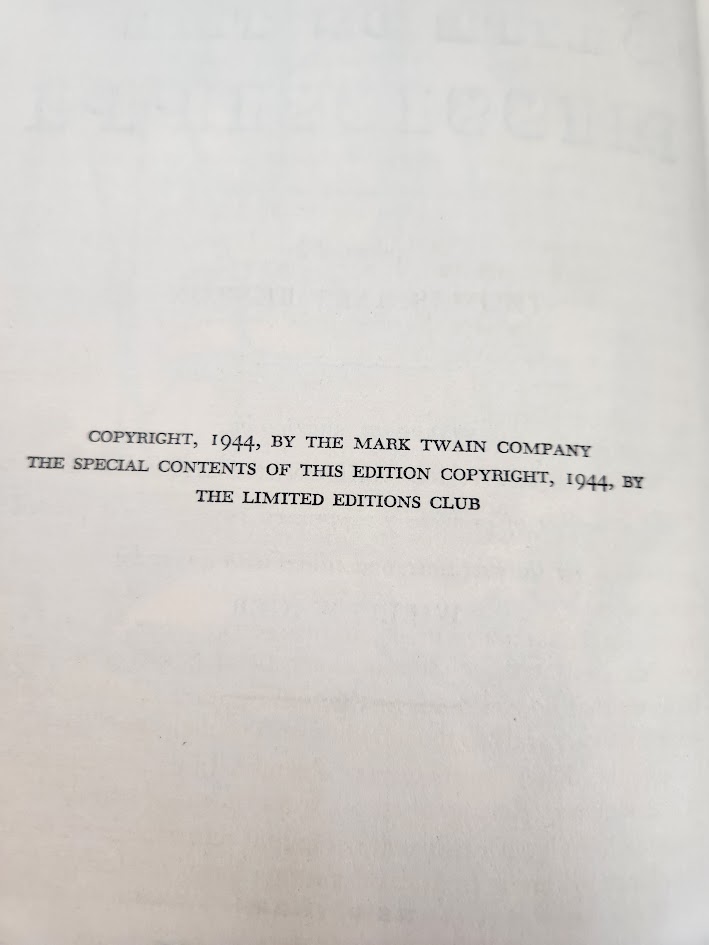 COPYRIGHT, 1944, BY THE MARK TWAIN COMPANY
THE SPECIAL CONTENTS OF THIS EDITION COPYRIGHT, 1944, BY
THE LIMITED EDITIONS CLUB